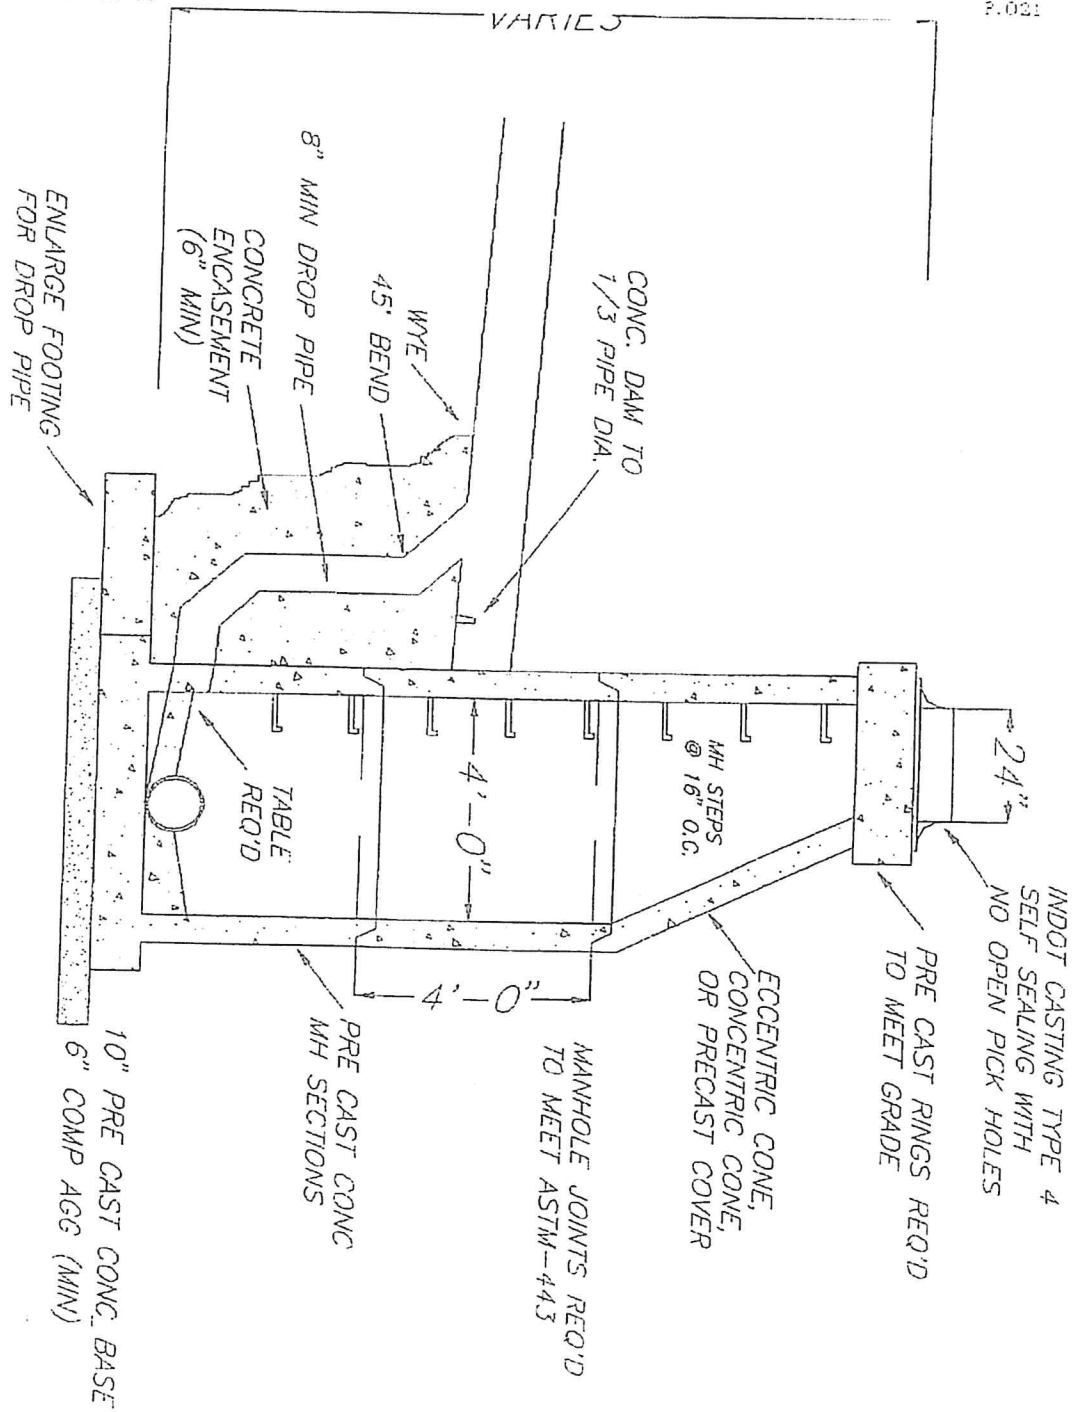 P.021
VARIES
24"
INDOT CASTING TYPE 4
SELF SEALING WITH
NO OPEN PICK HOLES
PRE CAST RINGS REQ'D
TO MEET GRADE
ECCENTRIC CONE,
CONCENTRIC CONE,
OR PRECAST COVER
MH STEPS
@ 16" O.C.
CONC. DAM TO
1/3 PIPE DIA.
MANHOLE JOINTS REQ'D
TO MEET ASTM-443
4'-0"
4'-0"
WYE
45° BEND
8" MIN DROP PIPE
CONCRETE
ENCASEMENT
(6" MIN)
TABLE
REQ'D
PRE CAST CONC
MH SECTIONS
ENLARGE FOOTING
FOR DROP PIPE
10" PRE CAST CONC. BASE
6" COMP AGG (MIN)